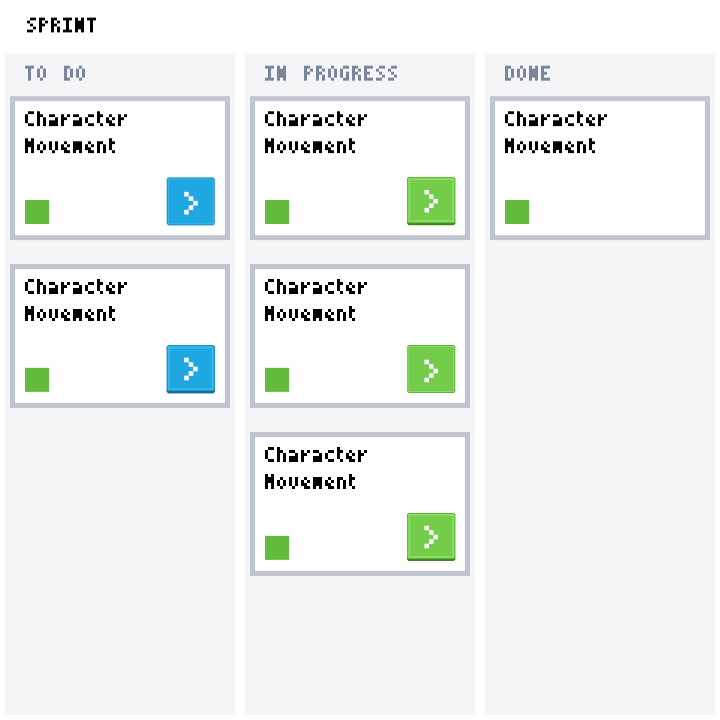 SPRINT
TO DO
Character
Movement
>
Character
Movement
>
IN PROGRESS
Character
Movement
>
Character
Movement
>
Character
Movement
>
DONE
Character
Movement